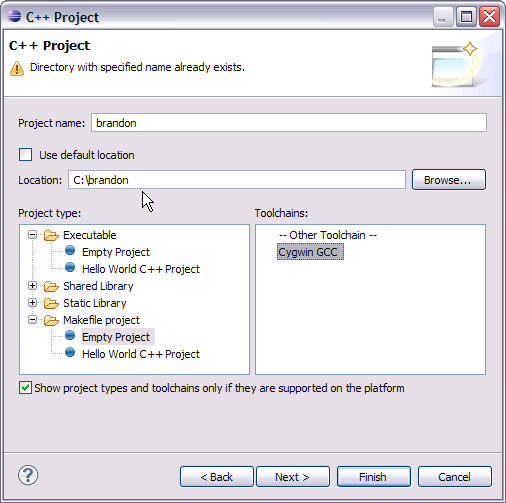 C++ Project
C++ Project
Directory with specified name already exists.
Project name: brandon
Use default location
Location: C:\brandon Browse...
Project type:
Executable
Empty Project
Hello World C++ Project
Shared Library
Static Library
Makefile project
Empty Project
Hello World C++ Project
Toolchains:
-- Other Toolchain --
Cygwin GCC
Show project types and toolchains only if they are supported on the platform
? < Back Next > Finish Cancel